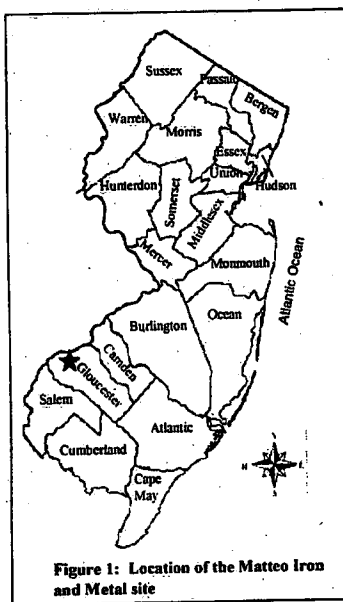 Sussex
Passaic
Bergen
Warren
Morris
Essex
Union
Hudson
Hunterdon
Somerset
Middlesex
Mercer
Monmouth
Atlantic Ocean
Burlington
Ocean
Camden
Gloucester
Salem
Atlantic
Cumberland
Cape
May
Figure 1: Location of the Matteo Iron
and Metal site